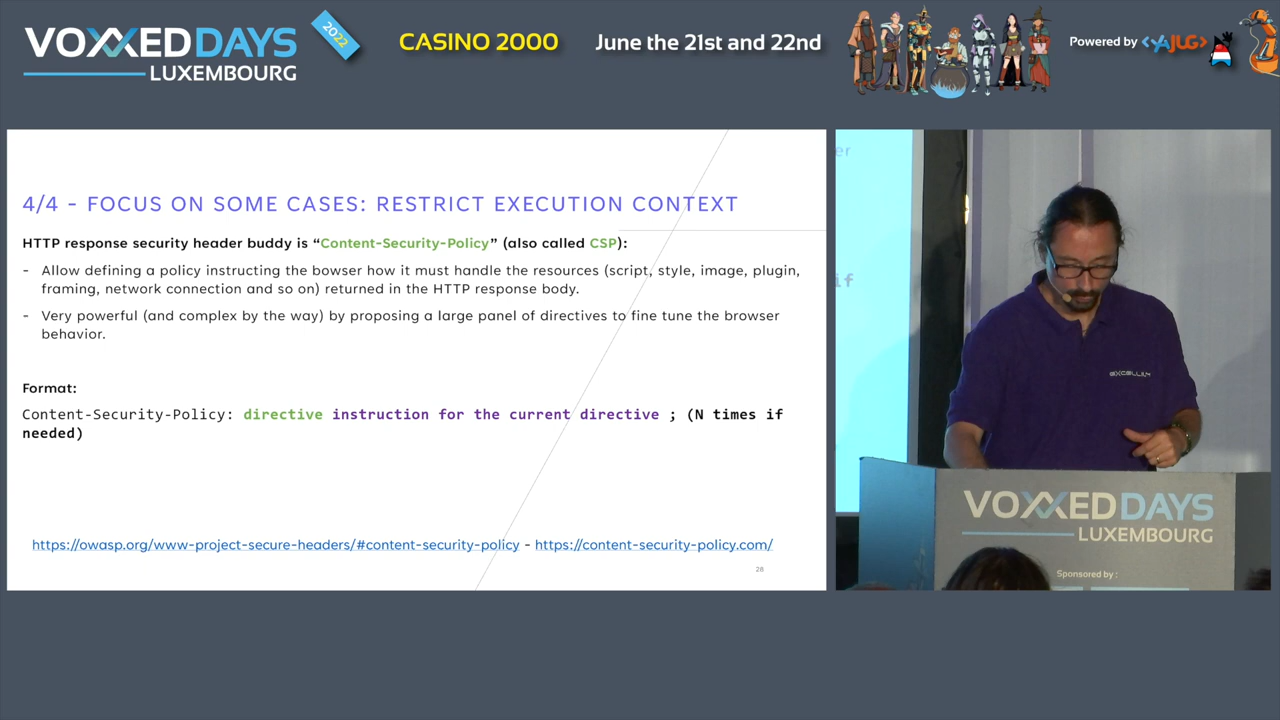 VOXXED DAYS
LUXEMBOURG
2022
CASINO 2000
June the 21st and 22nd
Powered by <YAJUG>
4/4 - FOCUS ON SOME CASES: RESTRICT EXECUTION CONTEXT
HTTP response security header buddy is “Content-Security-Policy” (also called CSP):
- Allow defining a policy instructing the bowser how it must handle the resources (script, style, image, plugin,
framing, network connection and so on) returned in the HTTP response body.
- Very powerful (and complex by the way) by proposing a large panel of directives to fine tune the browser
behavior.
Format:
Content-Security-Policy: directive instruction for the current directive ; (N times if
needed)
https://owasp.org/www-project-secure-headers/#content-security-policy - https://content-security-policy.com/
28
er
if
VOXXED DAYS
LUXEMBOURG
Sponsored by :